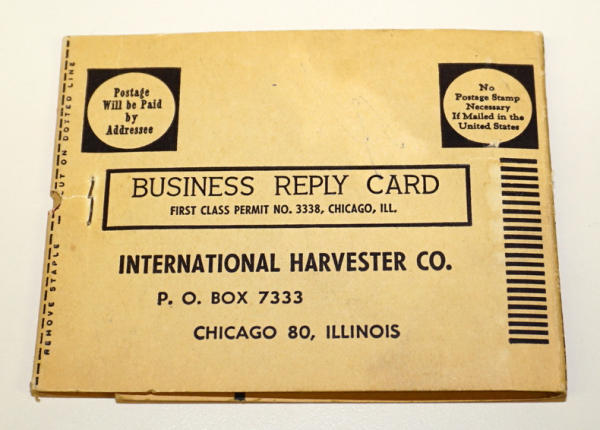 Postage
Will be Paid
by
Addressee
No
Postage Stamp
Necessary
If Mailed in the
United States
BUSINESS REPLY CARD
FIRST CLASS PERMIT NO. 3338, CHICAGO, ILL.
INTERNATIONAL HARVESTER CO.
P. O. BOX 7333
CHICAGO 80, ILLINOIS
REMOVE STAPLE CUT ON DOTTED LINE